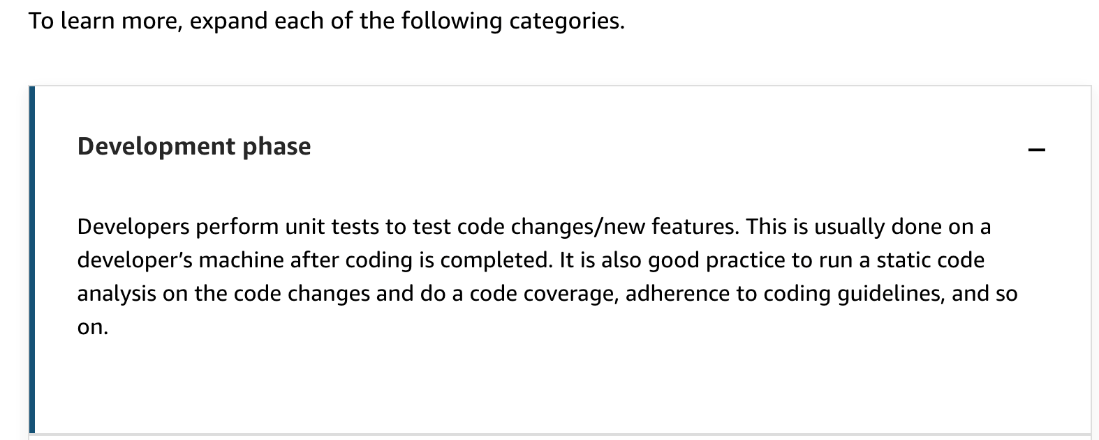 To learn more, expand each of the following categories.
Development phase
Developers perform unit tests to test code changes/new features. This is usually done on a
developer's machine after coding is completed. It is also good practice to run a static code
analysis on the code changes and do a code coverage, adherence to coding guidelines, and so
on.